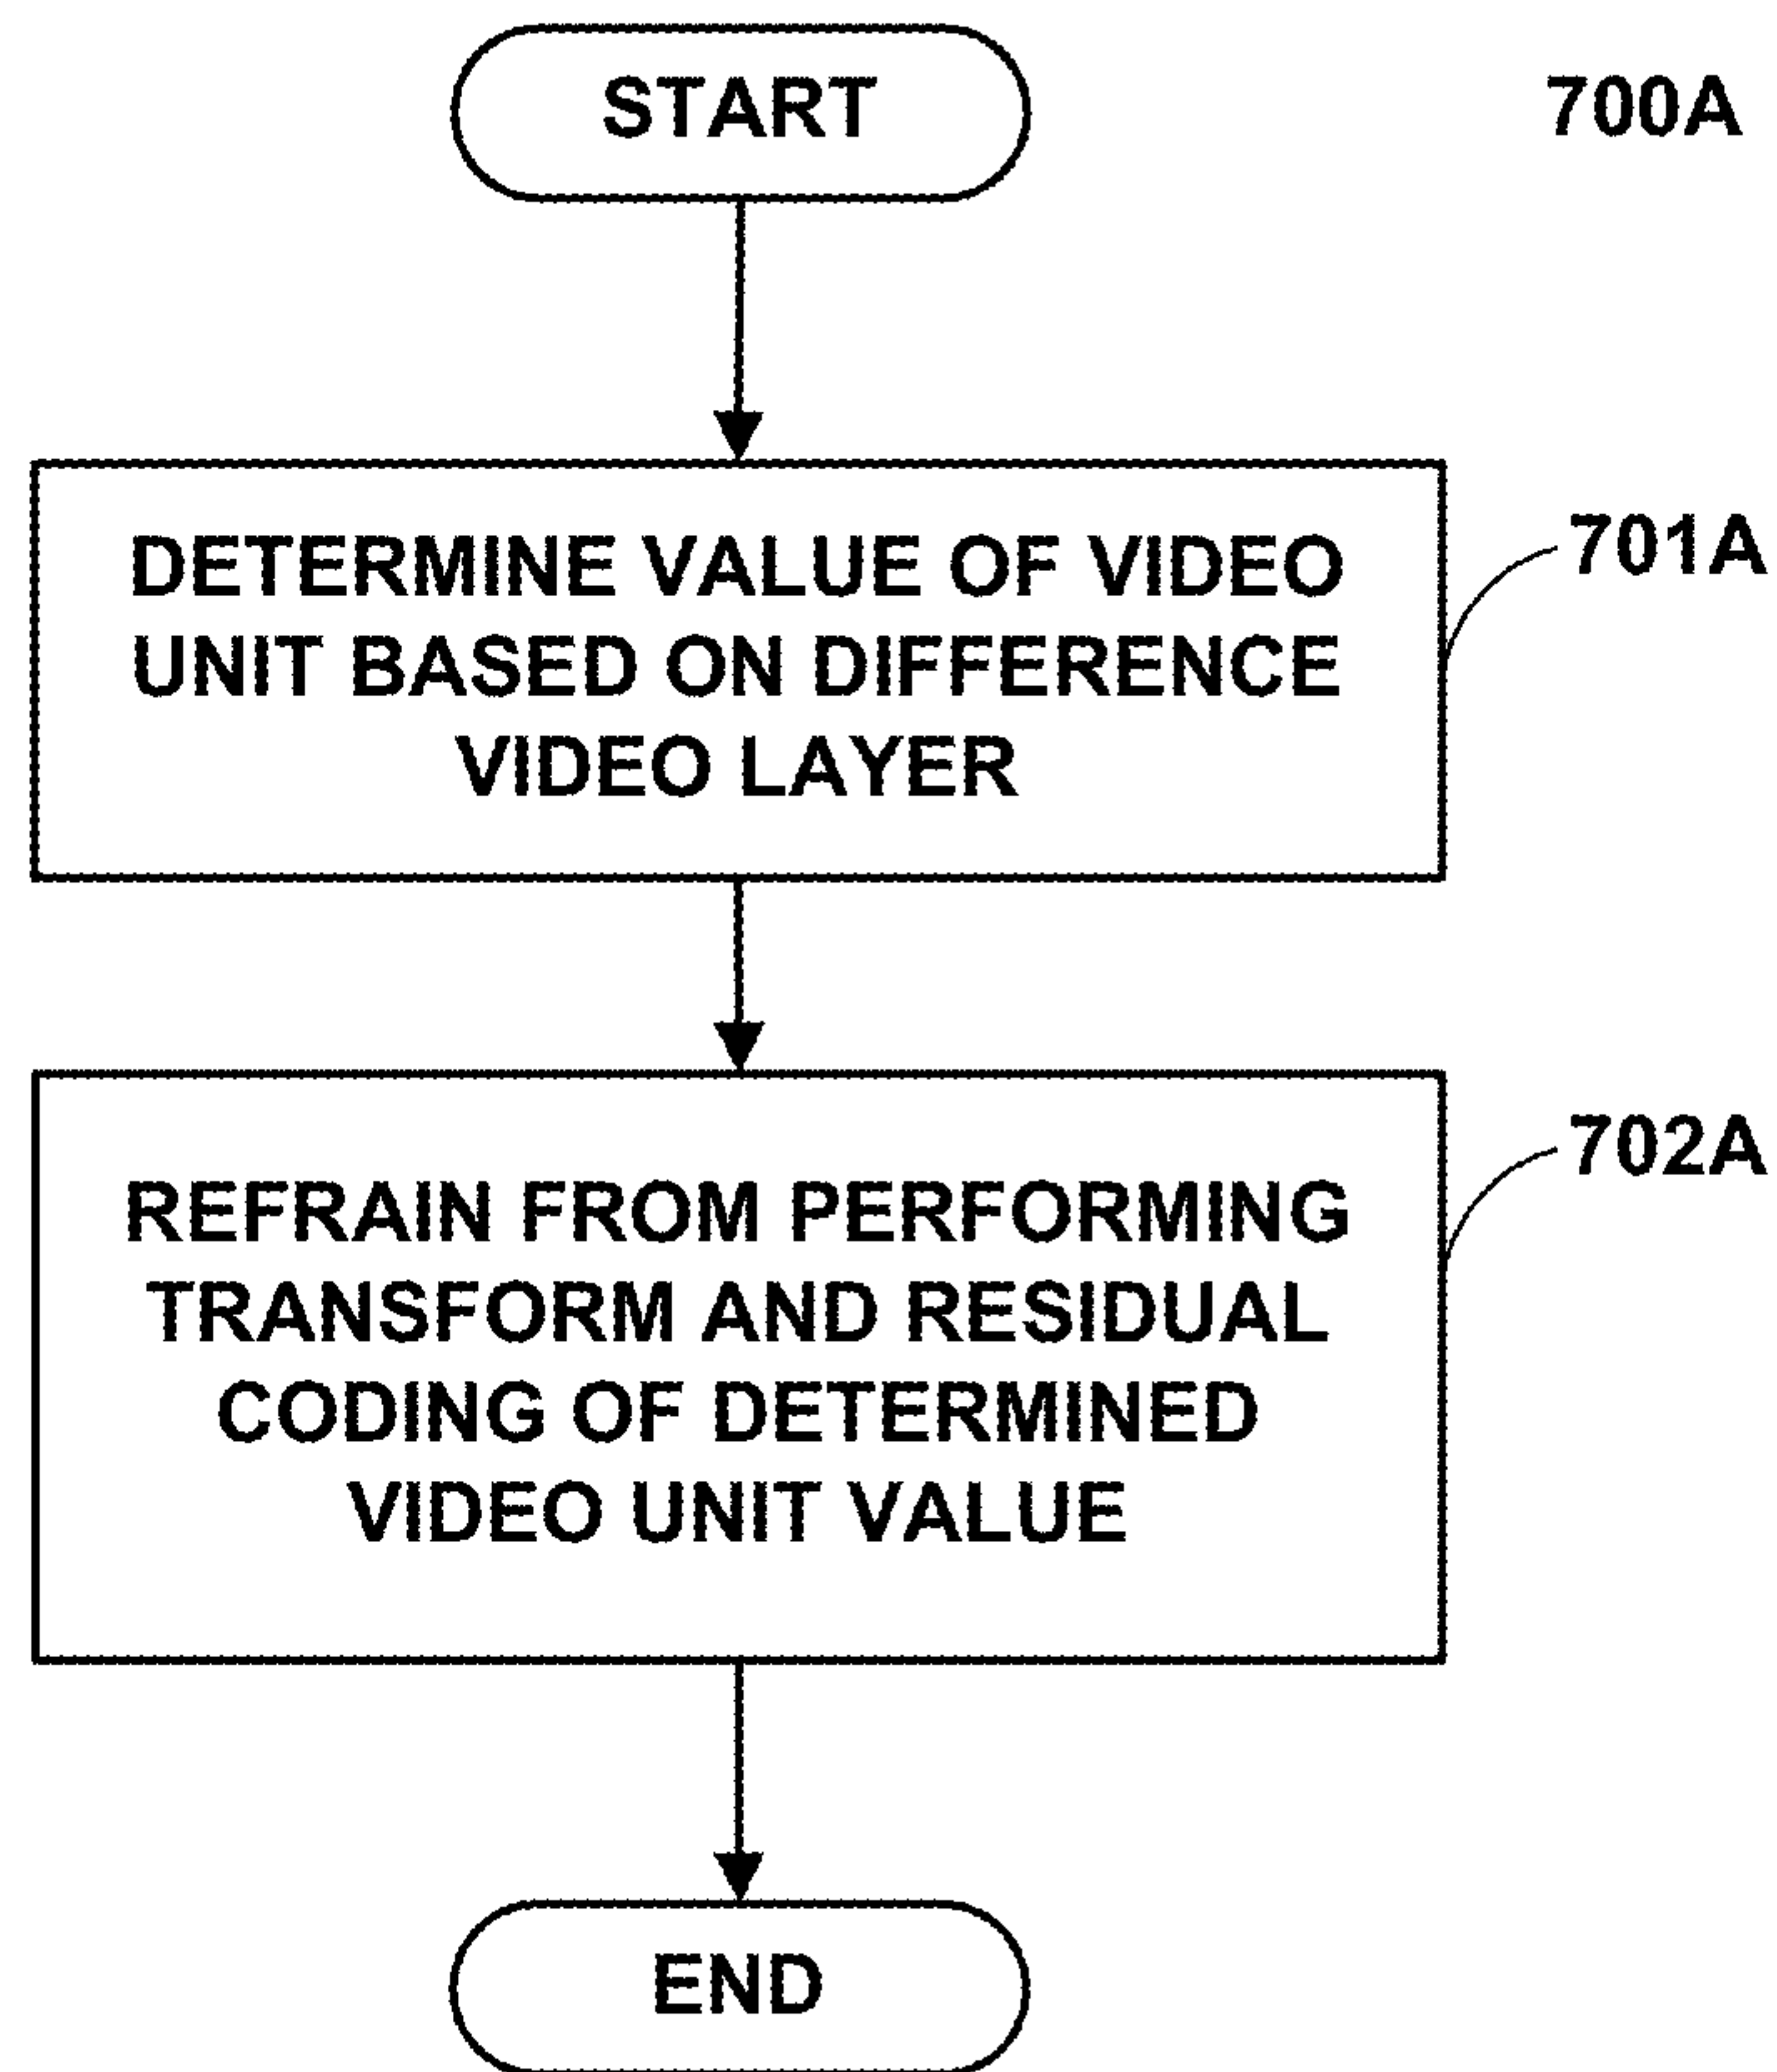 START
700A
DETERMINE VALUE OF VIDEO
UNIT BASED ON DIFFERENCE
VIDEO LAYER
701A
REFRAIN FROM PERFORMING
TRANSFORM AND RESIDUAL
CODING OF DETERMINED
VIDEO UNIT VALUE
702A
END